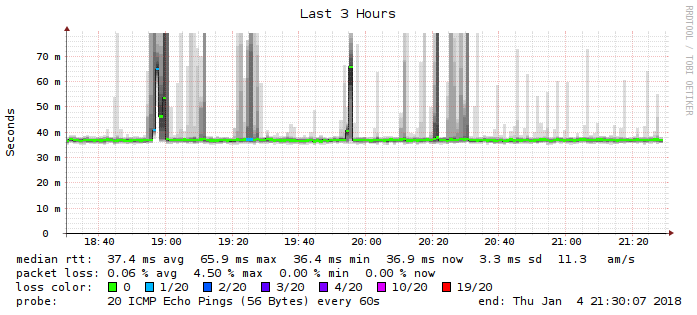 Last 3 Hours
RRDTOOL / TOBI OETIKER
Seconds
70 m
60 m
50 m
40 m
30 m
20 m
10 m
0
18:40 19:00 19:20 19:40 20:00 20:20 20:40 21:00 21:20
median rtt: 37.4 ms avg 65.9 ms max 36.4 ms min 36.9 ms now 3.3 ms sd 11.3 am/s
packet loss: 0.06 % avg 4.50 % max 0.00 % min 0.00 % now
loss color: 0 1/20 2/20 3/20 4/20 10/20 19/20
probe: 20 ICMP Echo Pings (56 Bytes) every 60s end: Thu Jan 4 21:30:07 2018